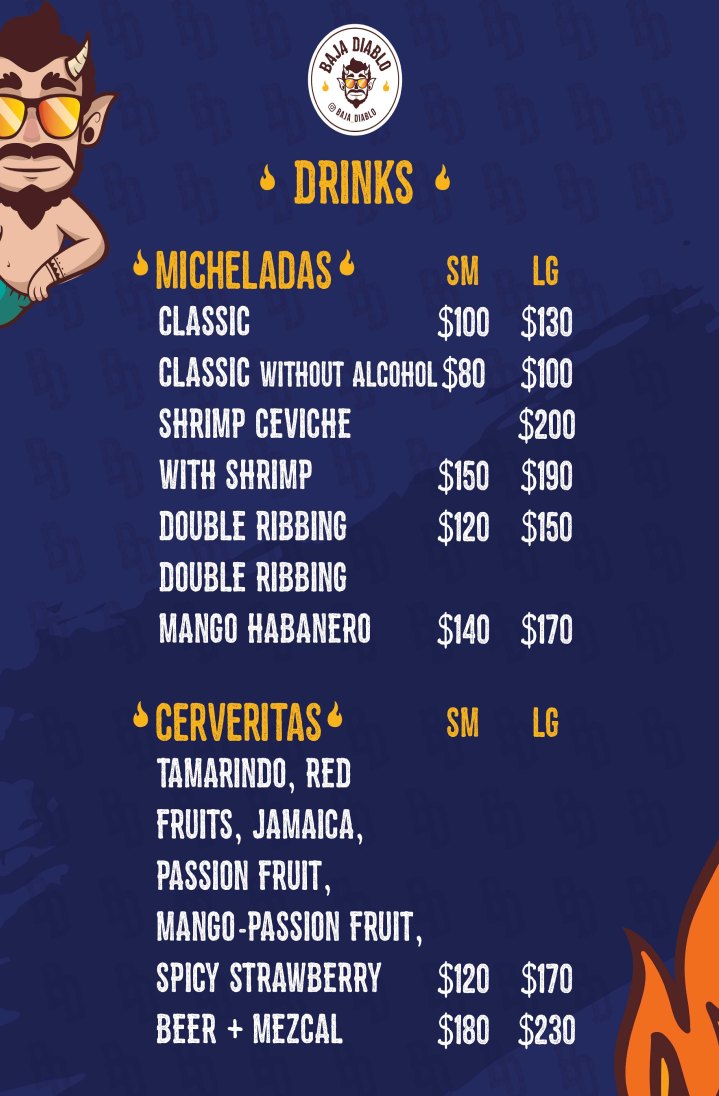 BAJA DIABLO
BAJA_DIABLO
DRINKS
MICHELADAS SM LG
CLASSIC $100 $130
CLASSIC WITHOUT ALCOHOL $80 $100
SHRIMP CEVICHE $200
WITH SHRIMP $150 $190
DOUBLE RIBBING $120 $150
DOUBLE RIBBING
MANGO HABANERO $140 $170
CERVERITAS SM LG
TAMARINDO, RED
FRUITS, JAMAICA,
PASSION FRUIT,
MANGO-PASSION FRUIT,
SPICY STRAWBERRY $120 $170
BEER + MEZCAL $180 $230